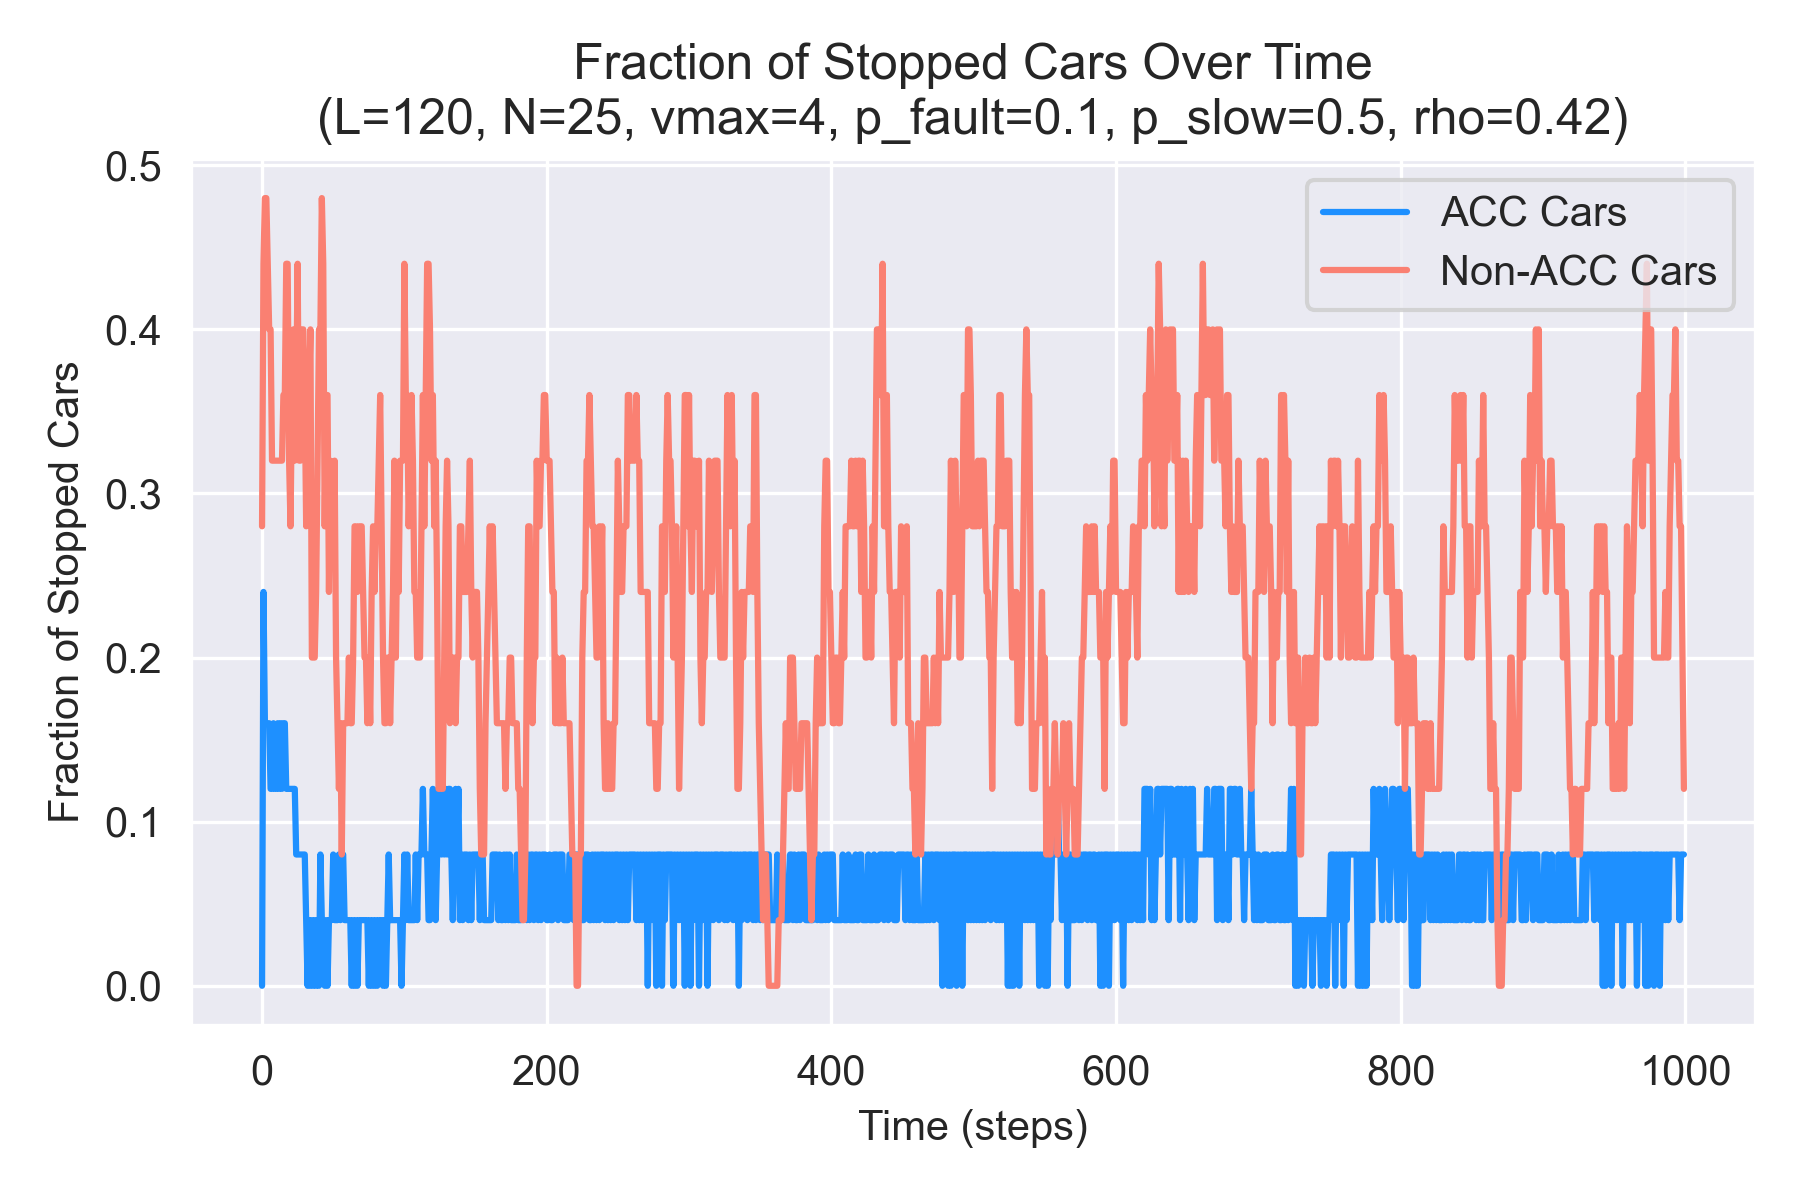 Fraction of Stopped Cars Over Time
(L=120, N=25, vmax=4, p_fault=0.1, p_slow=0.5, rho=0.42)
ACC Cars
Non-ACC Cars
Fraction of Stopped Cars
0.5
0.4
0.3
0.2
0.1
0.0
0 200 400 600 800 1000
Time (steps)